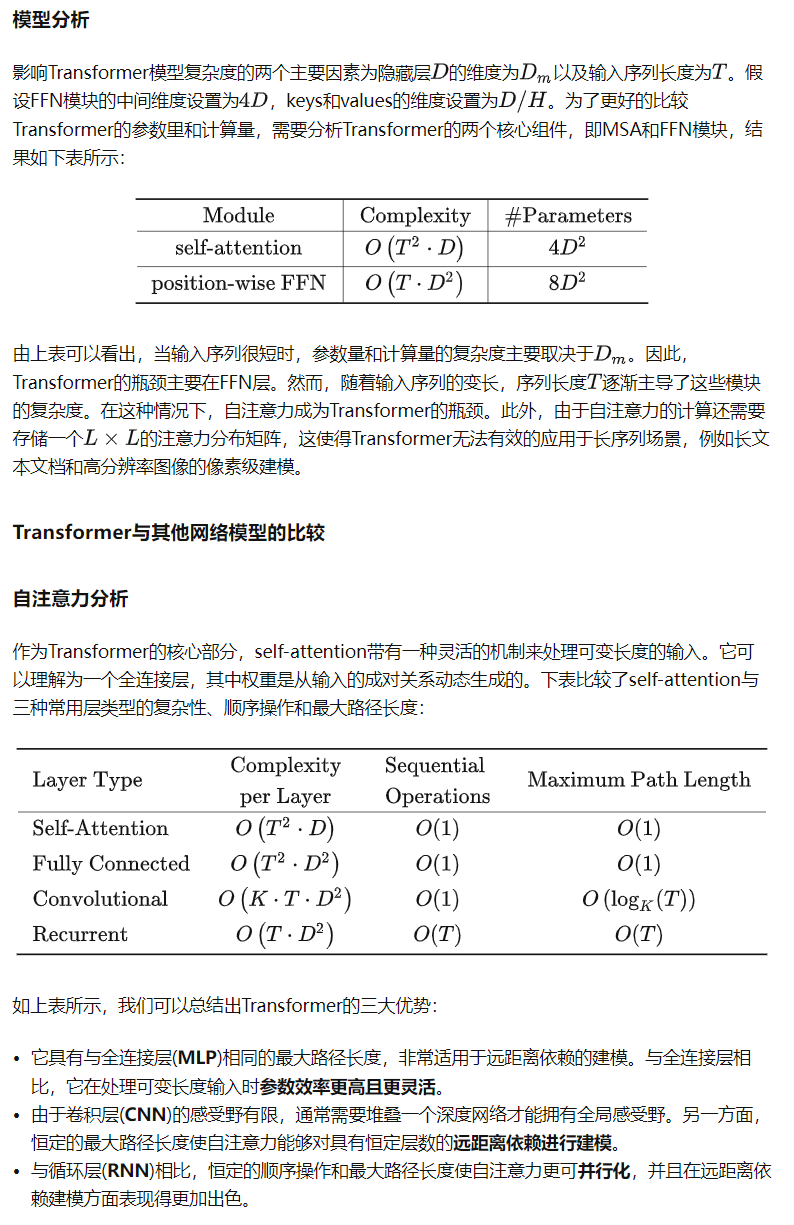 模型分析
影响Transformer模型复杂度的两个主要因素为隐藏层D的维度为D_m以及输入序列长度为T。假
设FFN模块的中间维度设置为4D，keys和values的维度设置为D/H。为了更好的比较
Transformer的参数里和计算量，需要分析Transformer的两个核心组件，即MSA和FFN模块，结
果如下表所示：
Module Complexity #Parameters
self-attention O(T² · D) 4D²
position-wise FFN O(T · D²) 8D²
由上表可以看出，当输入序列很短时，参数量和计算量的复杂度主要取决于D_m。因此，
Transformer的瓶颈主要在FFN层。然而，随着输入序列的变长，序列长度T逐渐主导了这些模块
的复杂度。在这种情况下，自注意力成为Transformer的瓶颈。此外，由于自注意力的计算还需要
存储一个L × L的注意力分布矩阵，这使得Transformer无法有效的应用于长序列场景，例如长文
本文档和高分辨率图像的像素级建模。
Transformer与其他网络模型的比较
自注意力分析
作为Transformer的核心部分，self-attention带有一种灵活的机制来处理可变长度的输入。它可
以理解为一个全连接层，其中权重是从输入的成对关系动态生成的。下表比较了self-attention与
三种常用层类型的复杂性、顺序操作和最大路径长度：
Layer Type Complexity per Layer Sequential Operations Maximum Path Length
Self-Attention O(T² · D) O(1) O(1)
Fully Connected O(T² · D²) O(1) O(1)
Convolutional O(K · T · D²) O(1) O(log_K(T))
Recurrent O(T · D²) O(T) O(T)
如上表所示，我们可以总结出Transformer的三大优势：
• 它具有与全连接层(MLP)相同的最大路径长度，非常适用于远距离依赖的建模。与全连接层相
比，它在处理可变长度输入时参数效率更高且更灵活。
• 由于卷积层(CNN)的感受野有限，通常需要堆叠一个深度网络才能拥有全局感受野。另一方面，
恒定的最大路径长度使自注意力能够对具有恒定层数的远距离依赖进行建模。
• 与循环层(RNN)相比，恒定的顺序操作和最大路径长度使自注意力更可并行化，并且在远距离依
赖建模方面表现得更加出色。